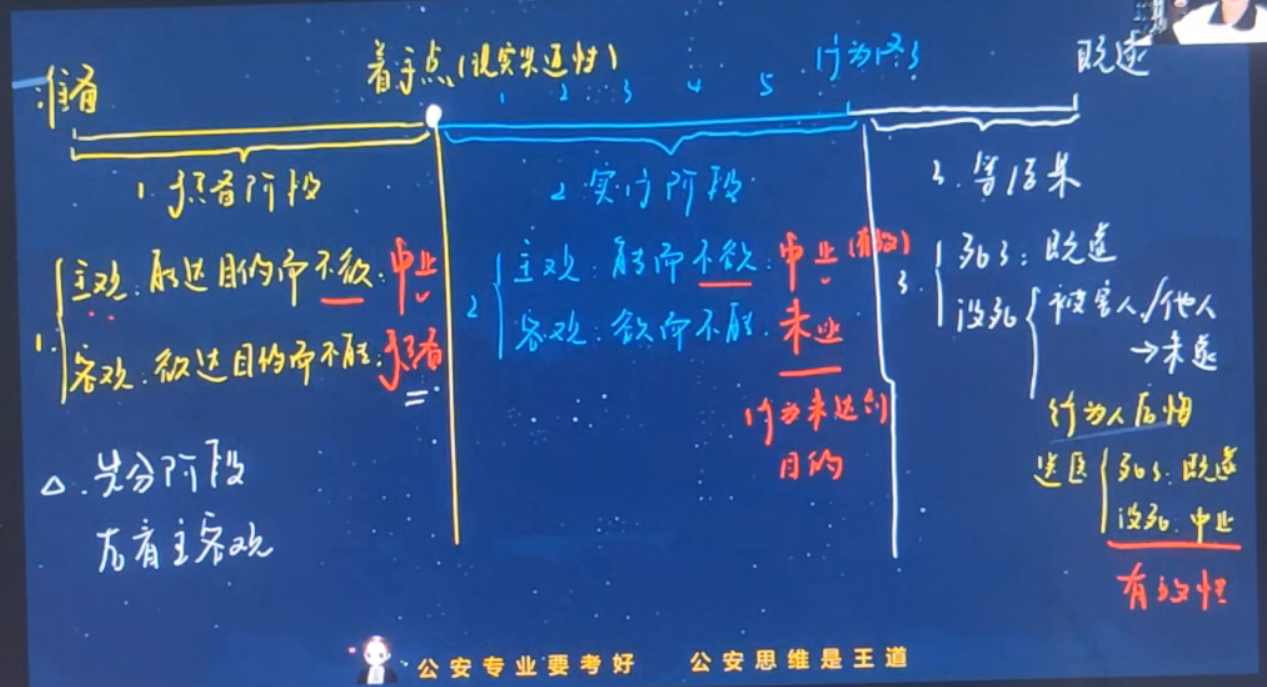 准备
着手点(现实紧迫性)
1 2 3 4 5
行为终了
既遂
1.预备阶段
2.实行阶段
3.等结果
1.
主观:能达目的而不欲:中止
客观:欲达目的而不能:预备
2
主观:能而不欲:中止(有效)
客观:欲而不能:未遂
行为未达到
目的
3.
死了:既遂
没死
被害人/他人
→未遂
行为人后悔
送医
死了:既遂
没死:中止
有效性
△.先分阶段
后看主客观
公安专业要考好 公安思维是王道